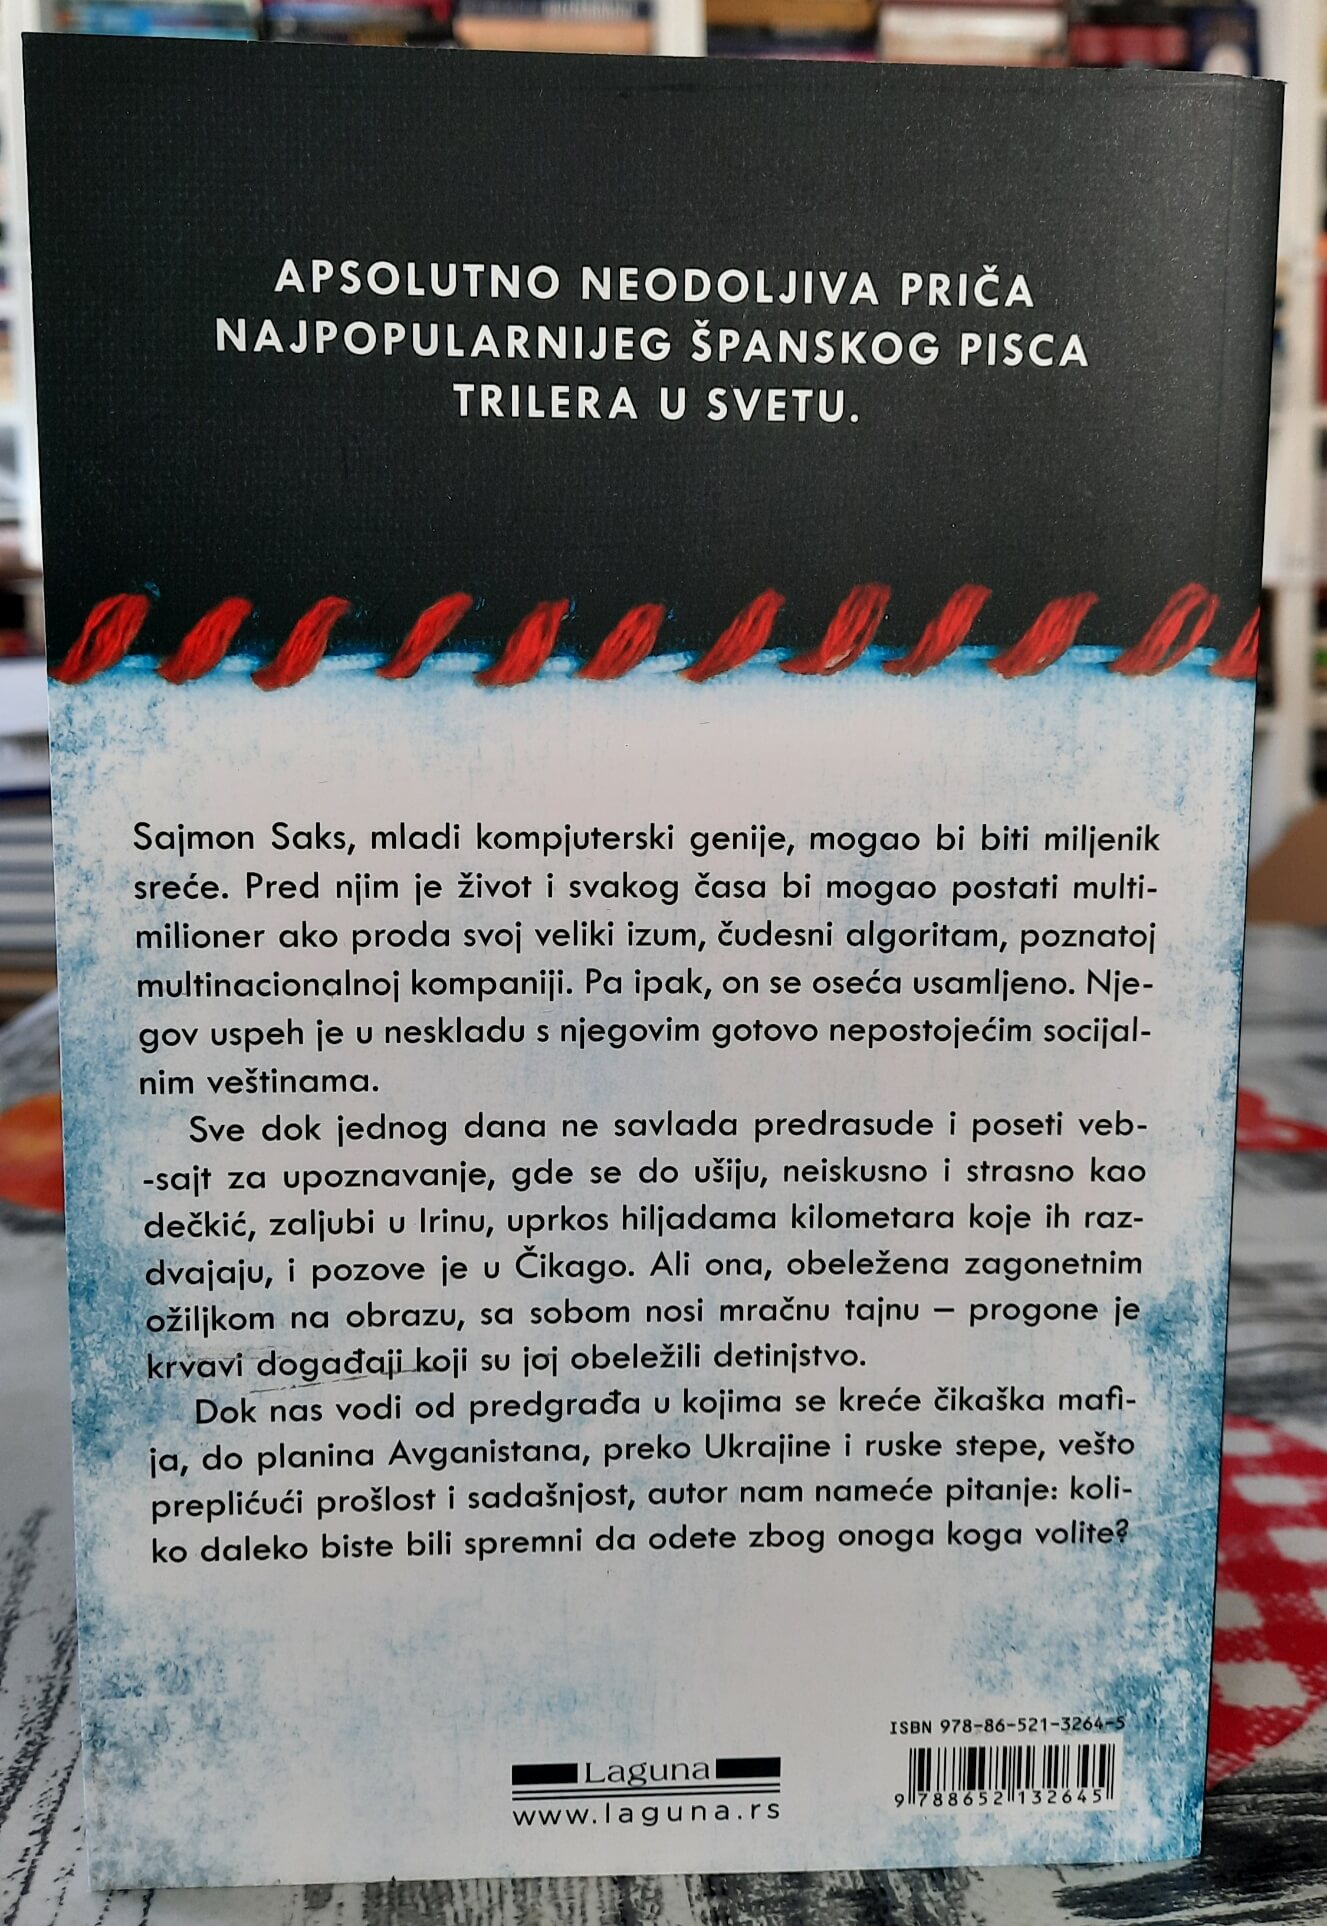 APSOLUTNO NEODOLJIVA PRIČA
NAJPOPULARNIJEG ŠPANSKOG PISCA
TRILERA U SVETU.
Sajmon Saks, mladi kompjuterski genije, mogao bi biti miljenik
sreće. Pred njim je život i svakog časa bi mogao postati multi-
milioner ako proda svoj veliki izum, čudesni algoritam, poznatoj
multinacionalnoj kompaniji. Pa ipak, on se oseća usamljeno. Nje-
gov uspeh je u neskladu s njegovim gotovo nepostojećim socijal-
nim veštinama.
Sve dok jednog dana ne savlada predrasude i poseti veb-
-sajt za upoznavanje, gde se do ušiju, neiskusno i strasno kao
dečkić, zaljubi u Irinu, uprkos hiljadama kilometara koje ih raz-
dvajaju, i pozove je u Čikago. Ali ona, obeležena zagonetnim
ožiljkom na obrazu, sa sobom nosi mračnu tajnu – progone je
krvavi događaji koji su joj obeležili detinjstvo.
Dok nas vodi od predgrađa u kojima se kreće čikaška mafi-
ja, do planina Avganistana, preko Ukrajine i ruske stepe, vešto
preplićući prošlost i sadašnjost, autor nam nameće pitanje: koli-
ko daleko biste bili spremni da odete zbog onoga koga volite?
ISBN 978-86-521-3264-5
9 788652 132645
Laguna
www.laguna.rs